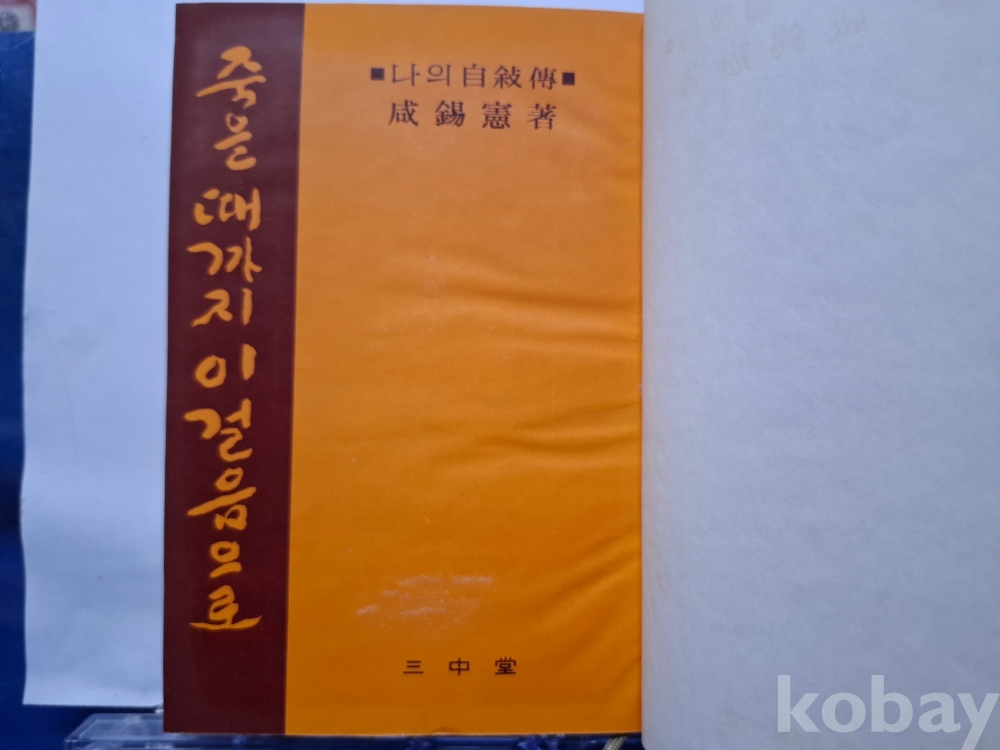 죽을 때까지 이 걸음으로
■나의自敍傳■
咸錫憲著
三中堂
kobay